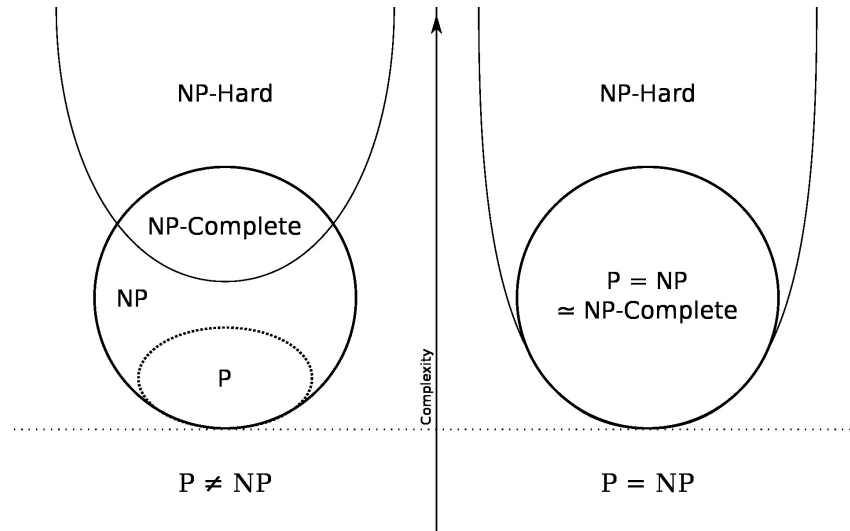 NP-Hard
NP-Complete
NP
P
P ≠ NP
Complexity
NP-Hard
P = NP
≃ NP-Complete
P = NP